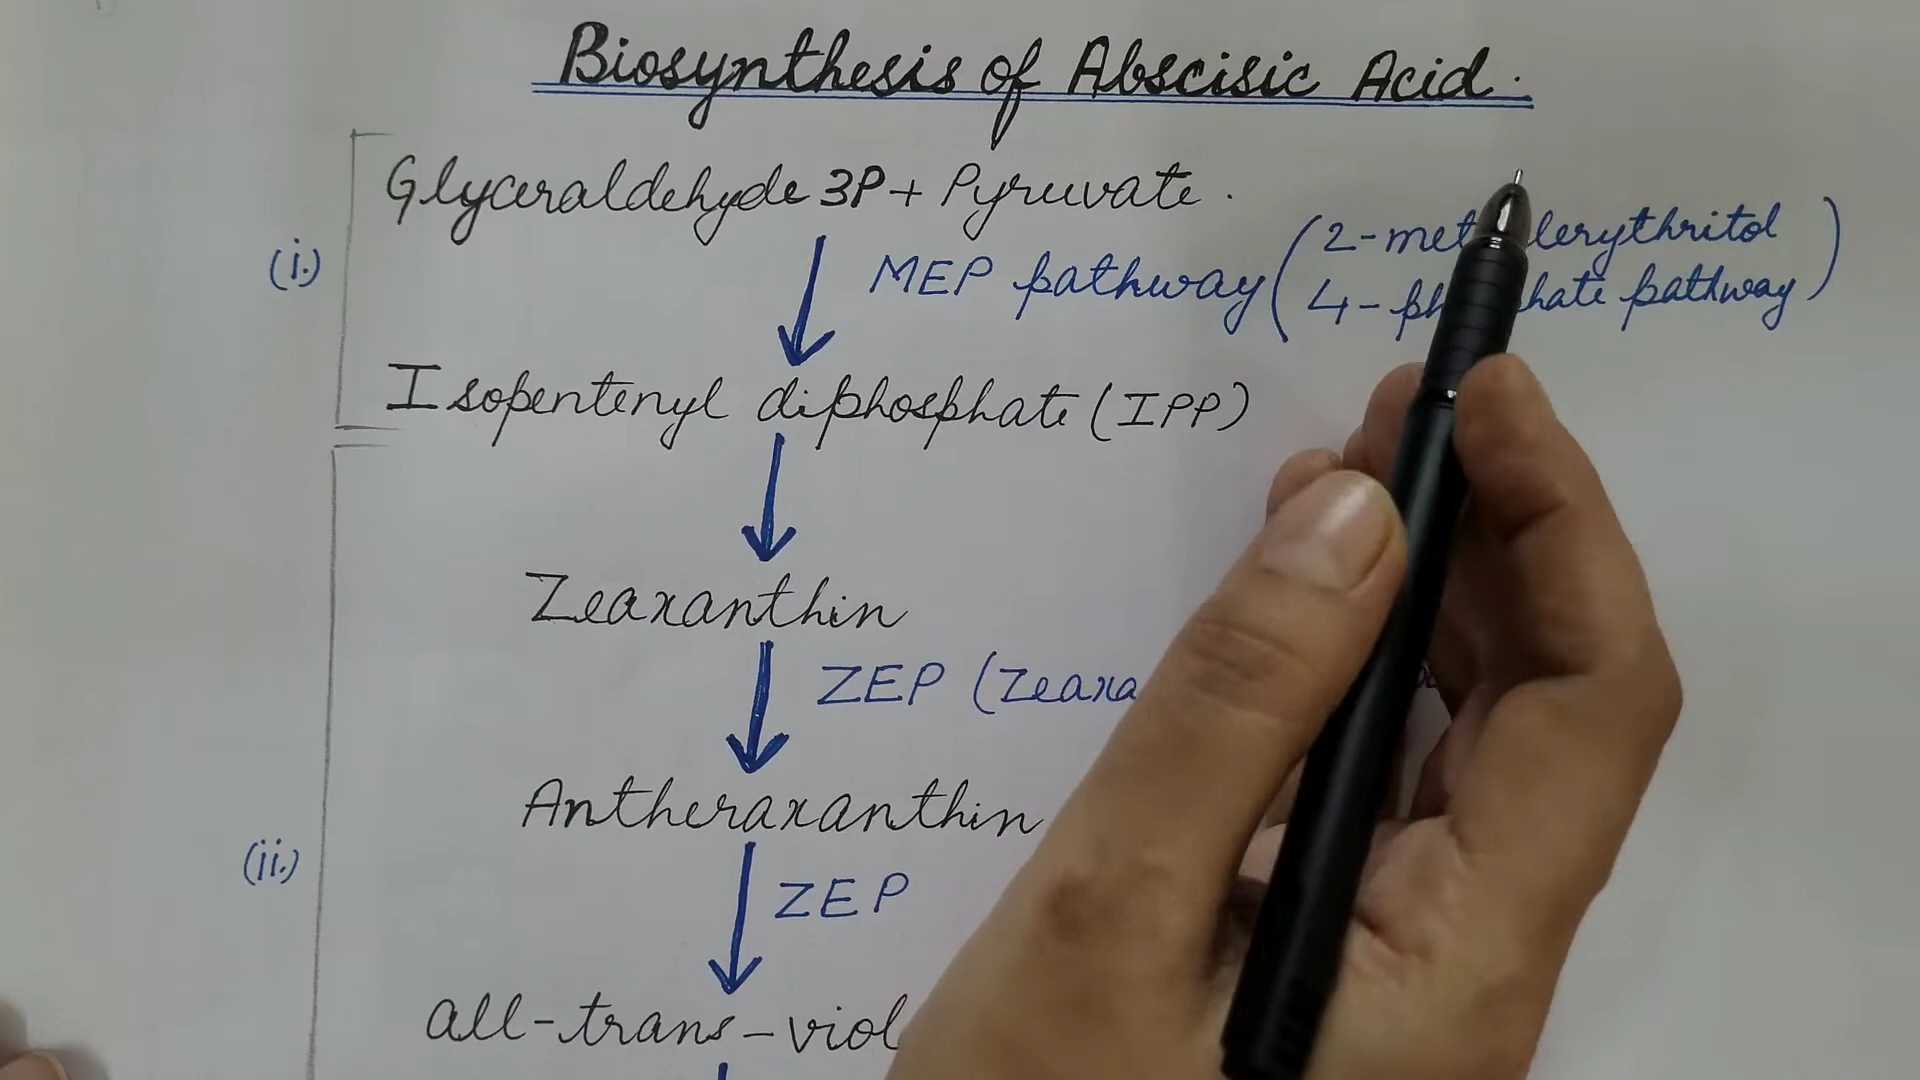 Biosynthesis of Abscisic Acid.
Glyceraldehyde 3P + Pyruvate.
(i.)
MEP pathway (2-met lerythritol
4-ph hate pathway)
Isopentenyl diphosphate (IPP)
Zeaxanthin
ZEP (Zeaxa
Antheraxanthin
(ii.)
ZEP
all-trans-viol